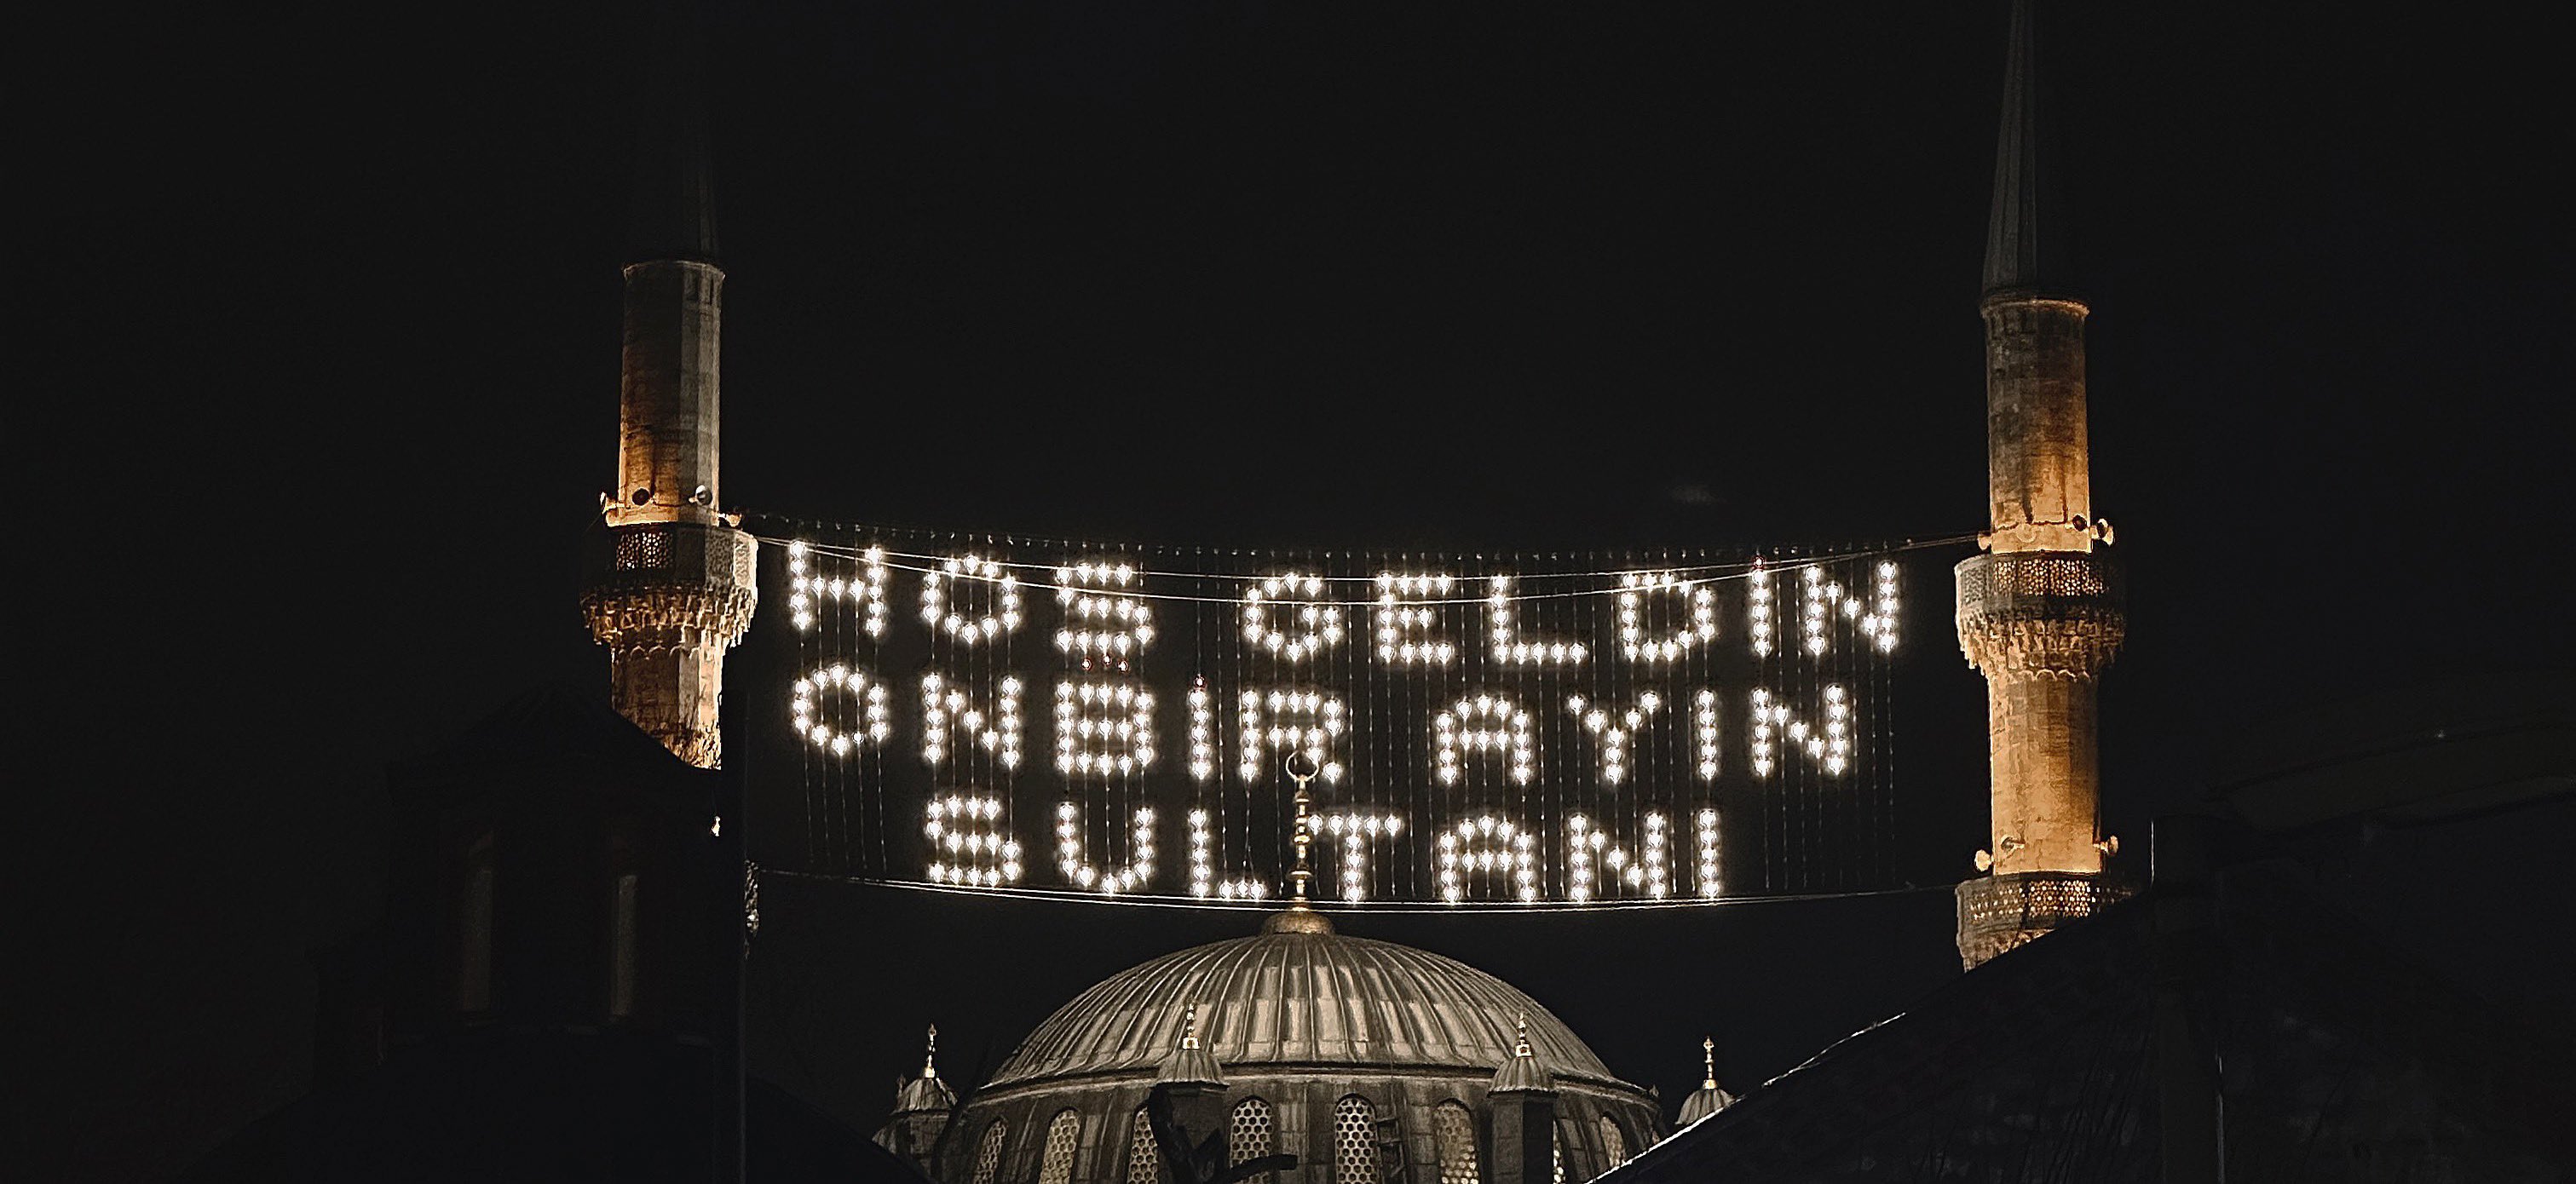 HOŞ GELDİN
ONBİR AYIN
SULTANI